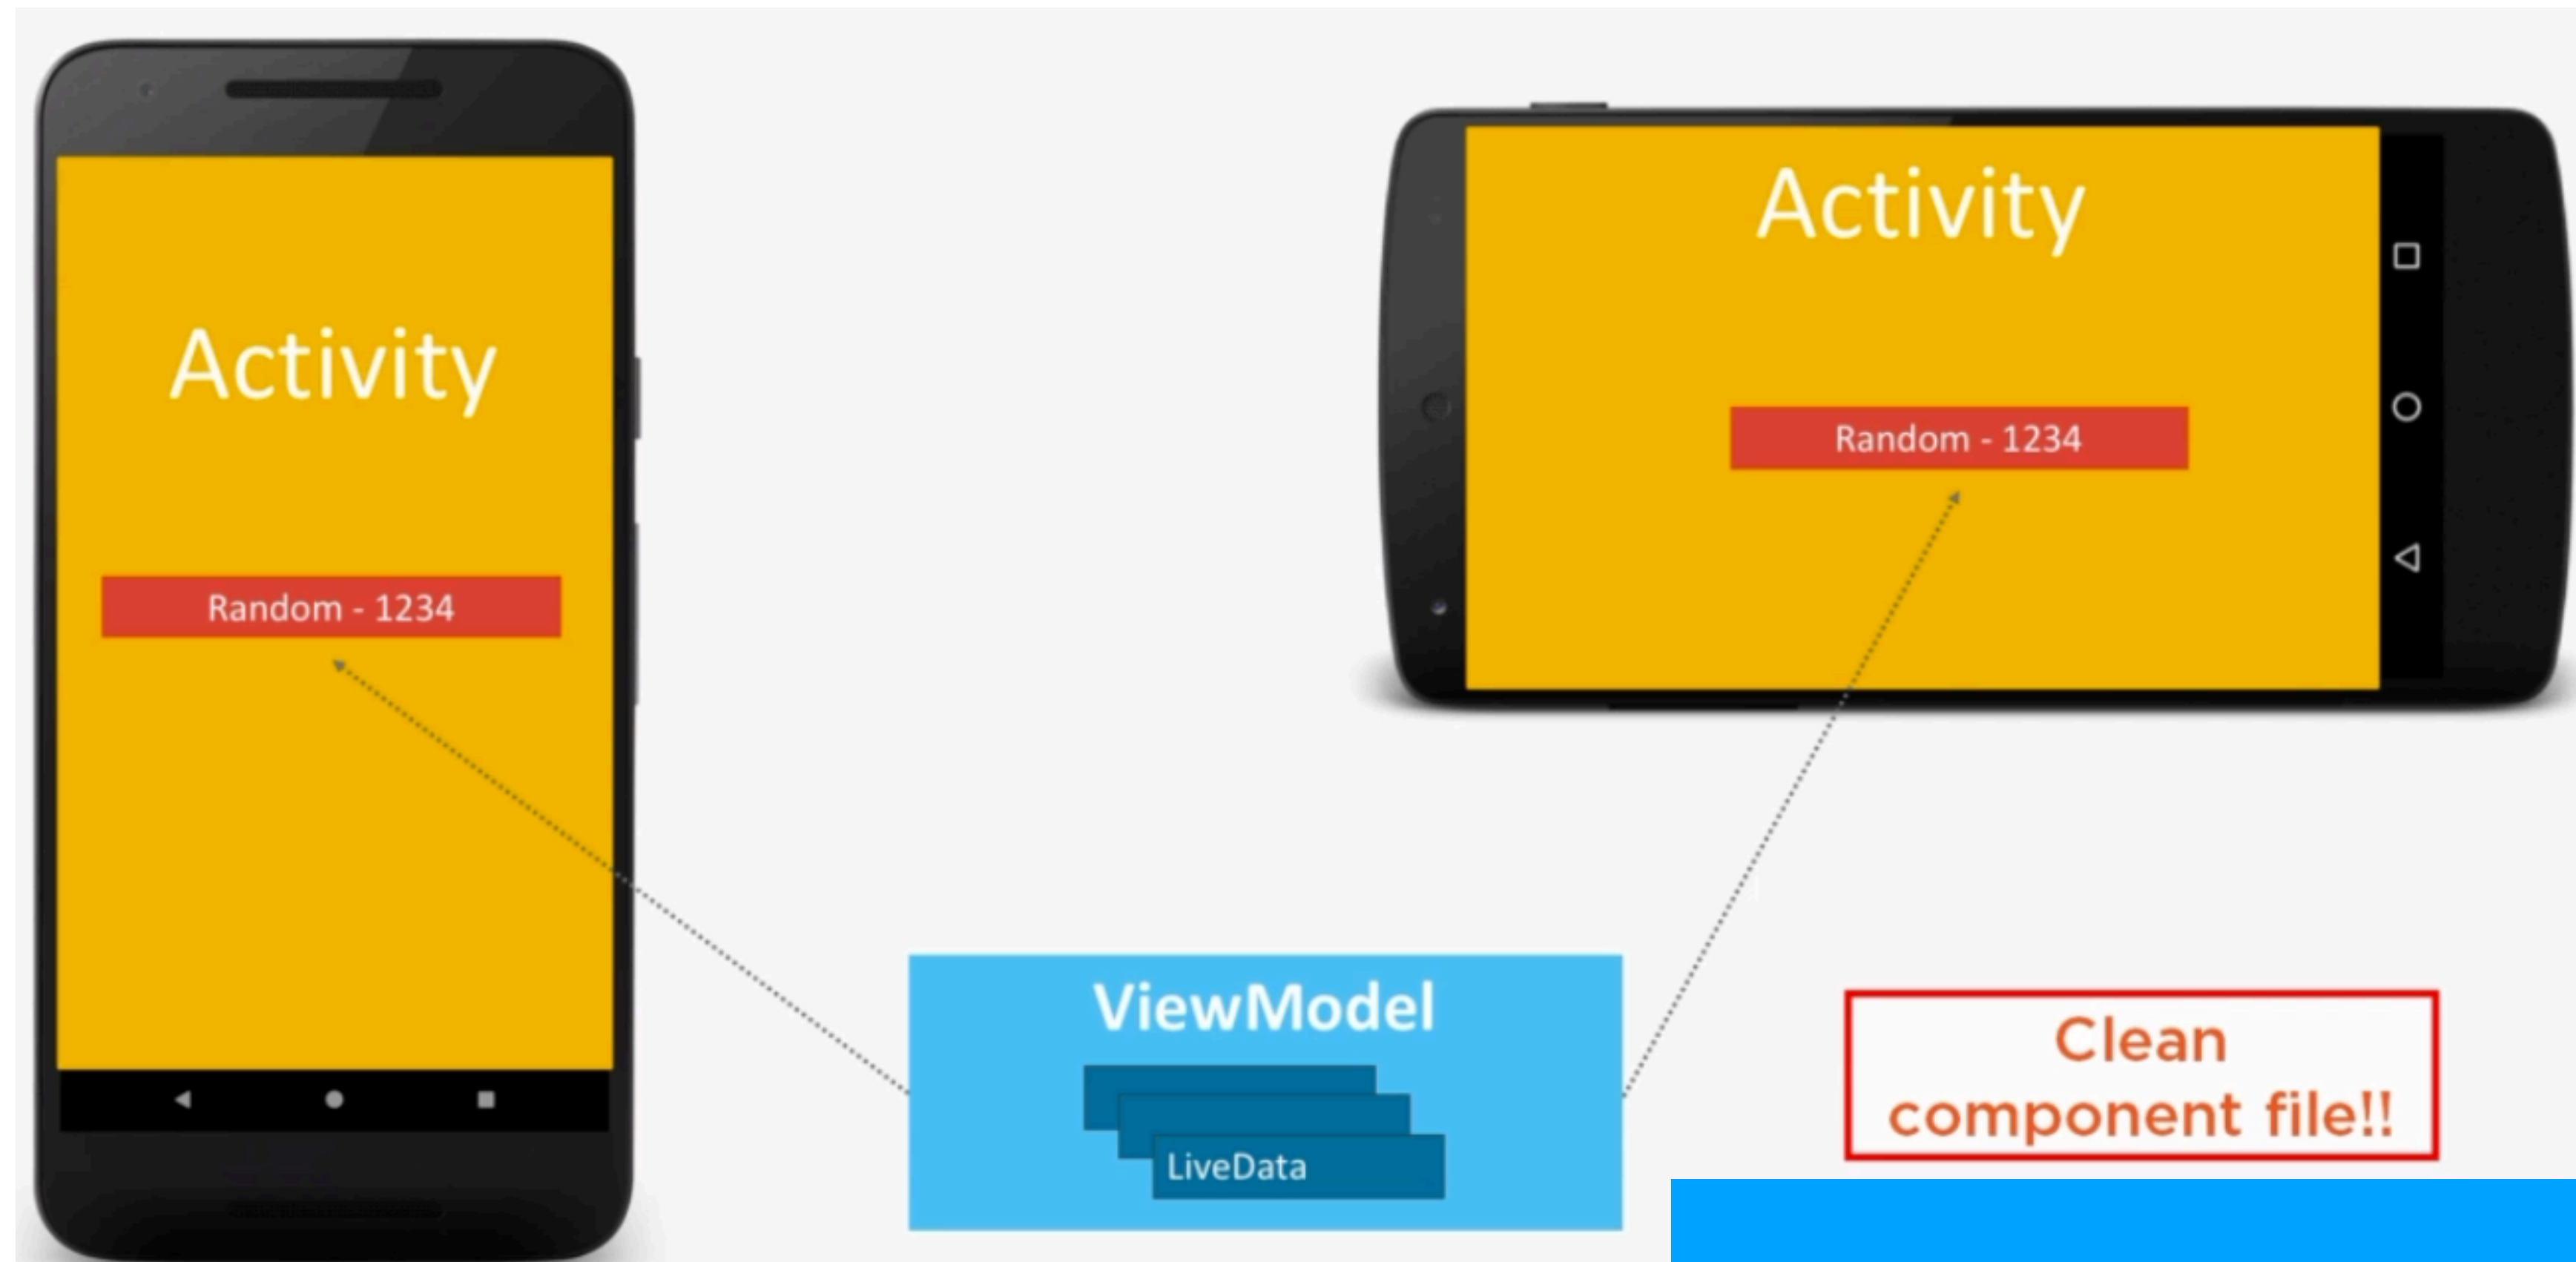 Activity
Random - 1234
Activity
Random - 1234
ViewModel
LiveData
Clean
component file!!